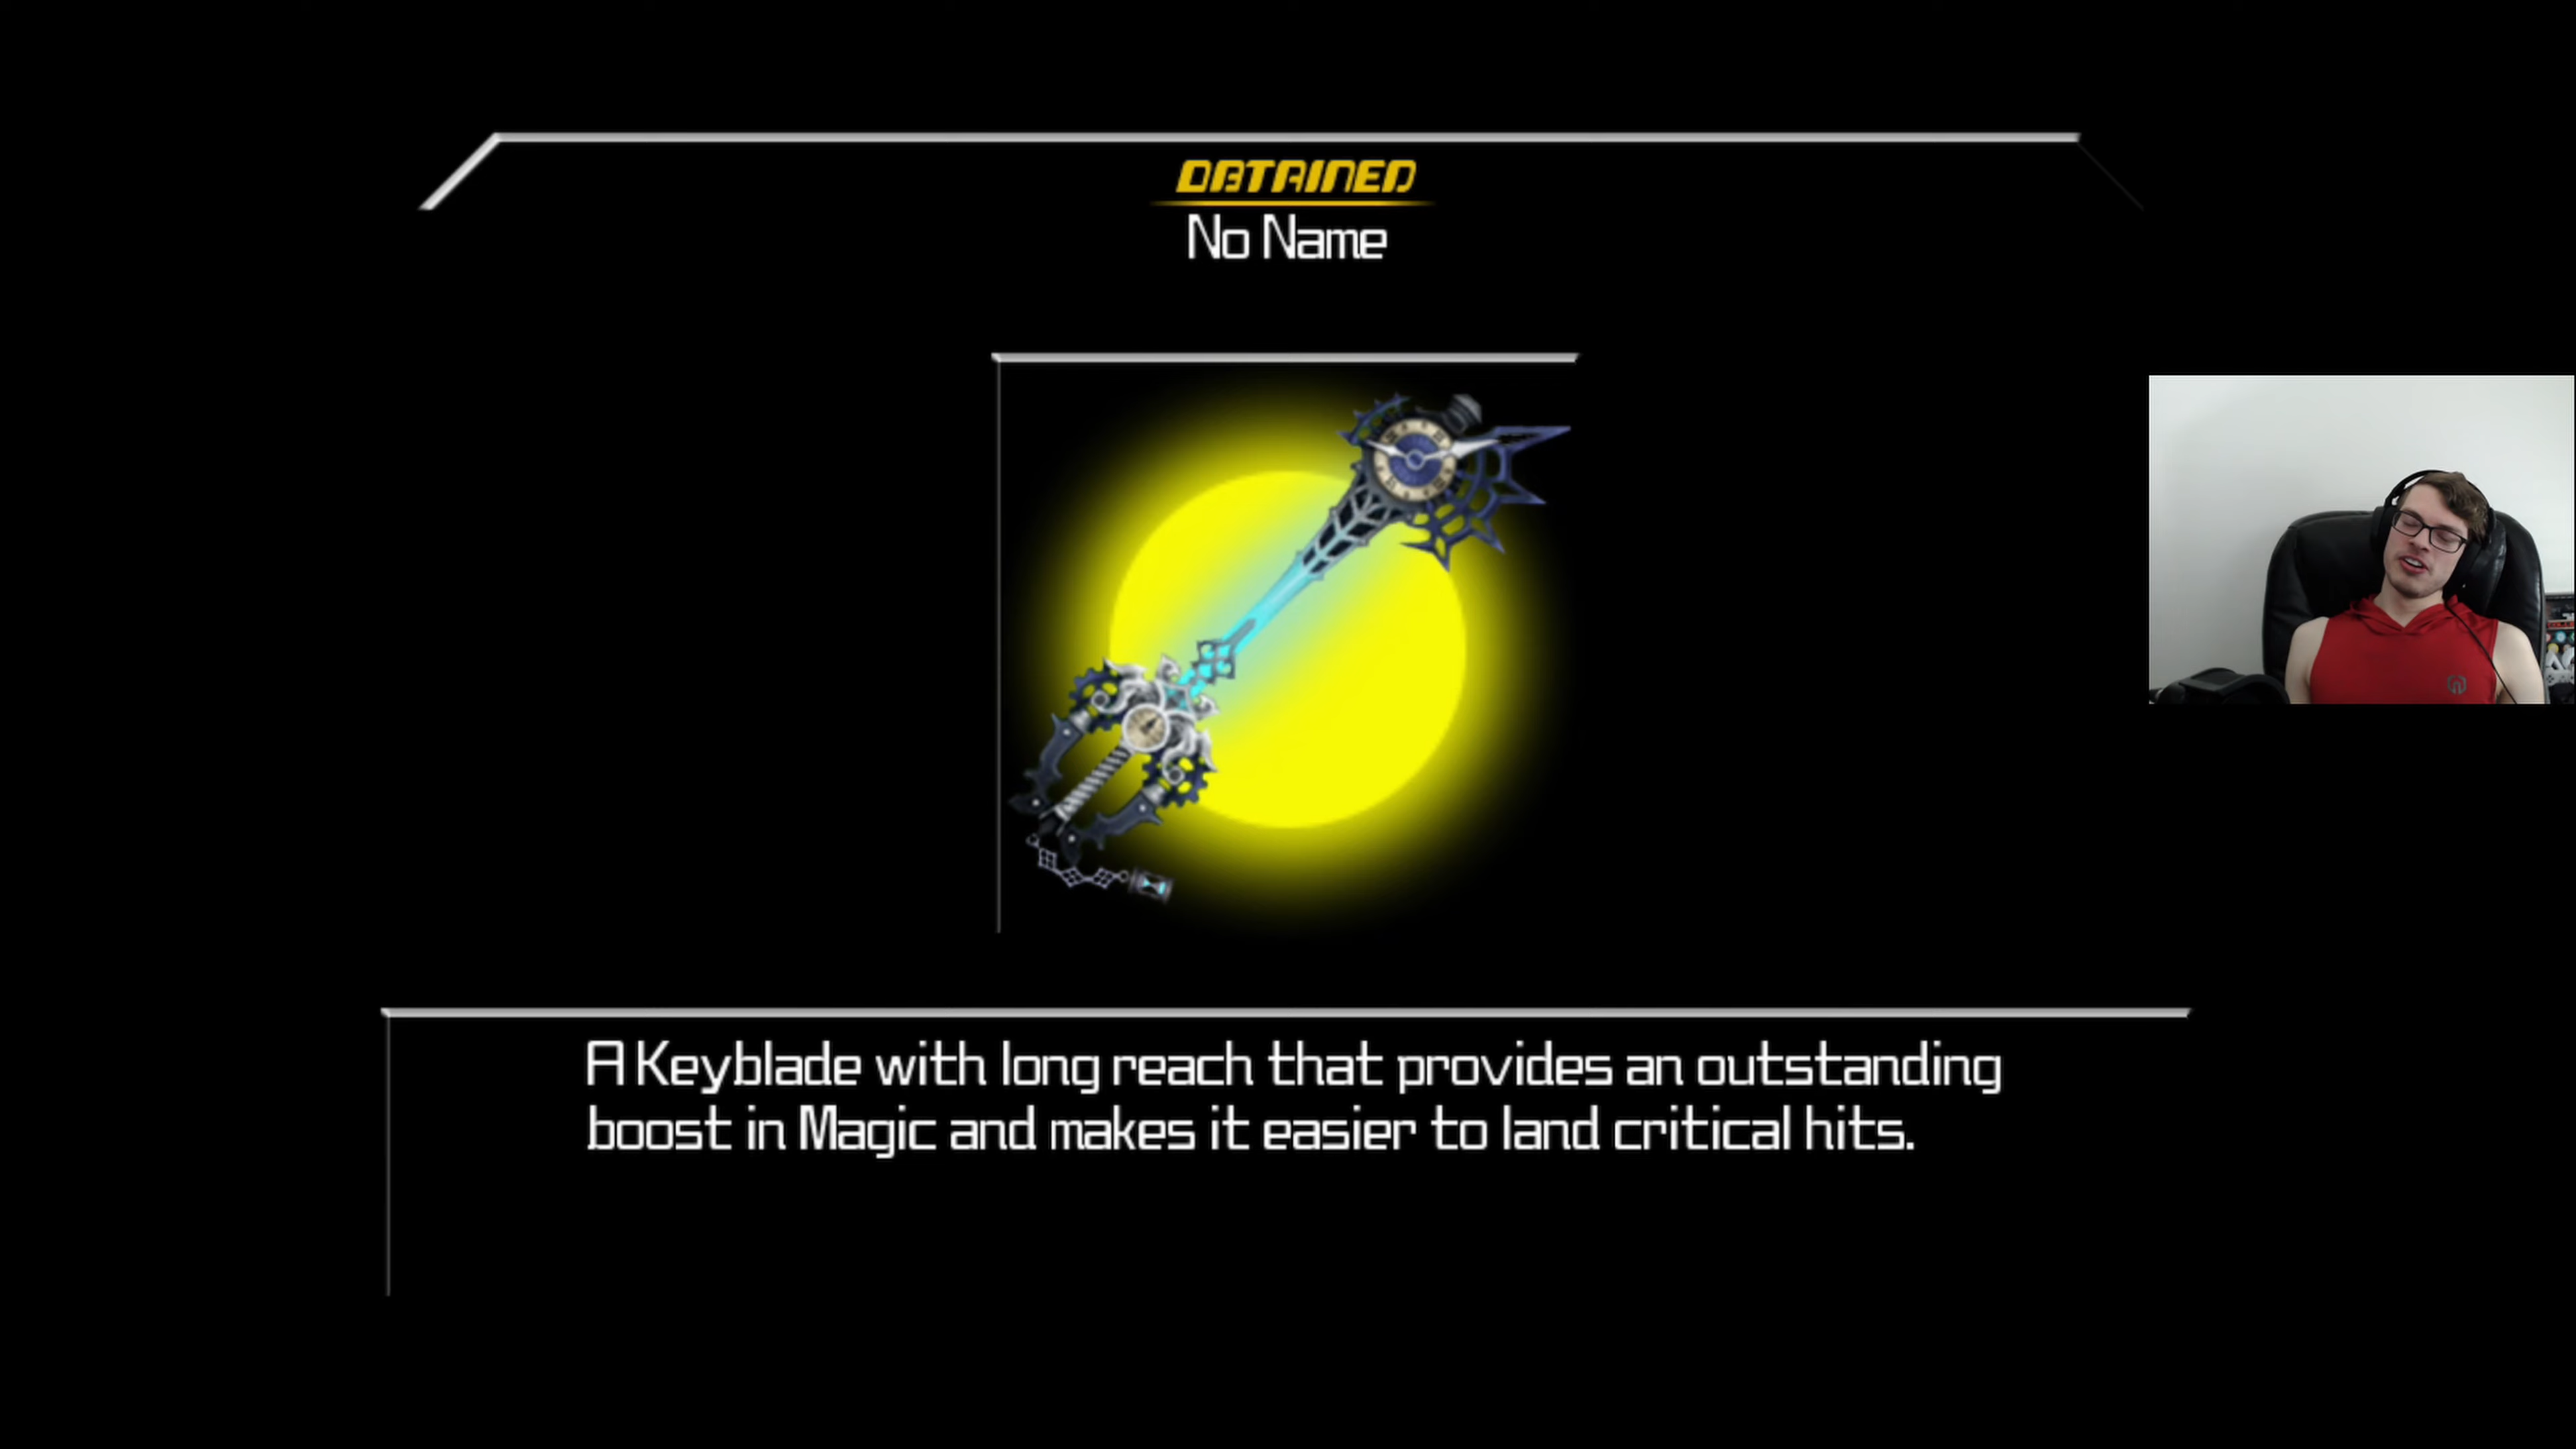 OBTAINED
No Name
A Keyblade with long reach that provides an outstanding
boost in Magic and makes it easier to land critical hits.